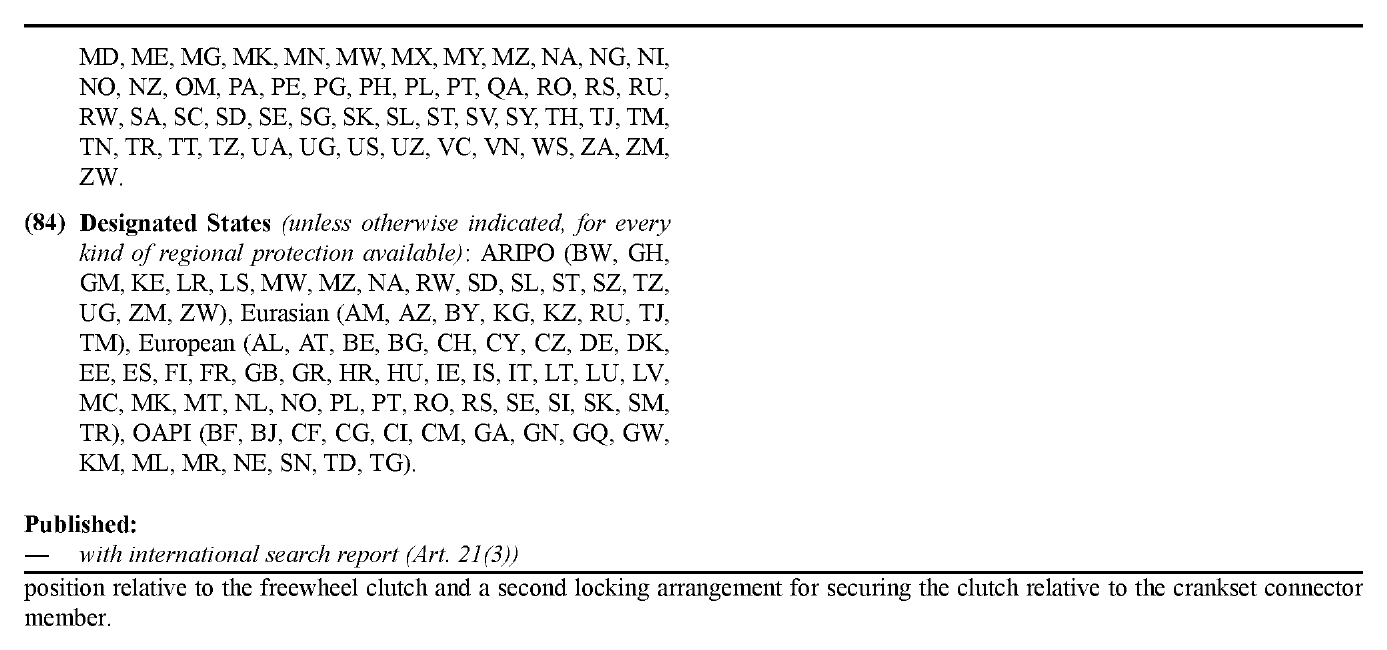 MD, ME, MG, MK, MN, MW, MX, MY, MZ, NA, NG, NI,
NO, NZ, OM, PA, PE, PG, PH, PL, PT, QA, RO, RS, RU,
RW, SA, SC, SD, SE, SG, SK, SL, ST, SV, SY, TH, TJ, TM,
TN, TR, TT, TZ, UA, UG, US, UZ, VC, VN, WS, ZA, ZM,
ZW.
(84) Designated States (unless otherwise indicated, for every
kind of regional protection available): ARIPO (BW, GH,
GM, KE, LR, LS, MW, MZ, NA, RW, SD, SL, ST, SZ, TZ,
UG, ZM, ZW), Eurasian (AM, AZ, BY, KG, KZ, RU, TJ,
TM), European (AL, AT, BE, BG, CH, CY, CZ, DE, DK,
EE, ES, FI, FR, GB, GR, HR, HU, IE, IS, IT, LT, LU, LV,
MC, MK, MT, NL, NO, PL, PT, RO, RS, SE, SI, SK, SM,
TR), OAPI (BF, BJ, CF, CG, CI, CM, GA, GN, GQ, GW,
KM, ML, MR, NE, SN, TD, TG).
Published:
— with international search report (Art. 21(3))
position relative to the freewheel clutch and a second locking arrangement for securing the clutch relative to the crankset connector
member.